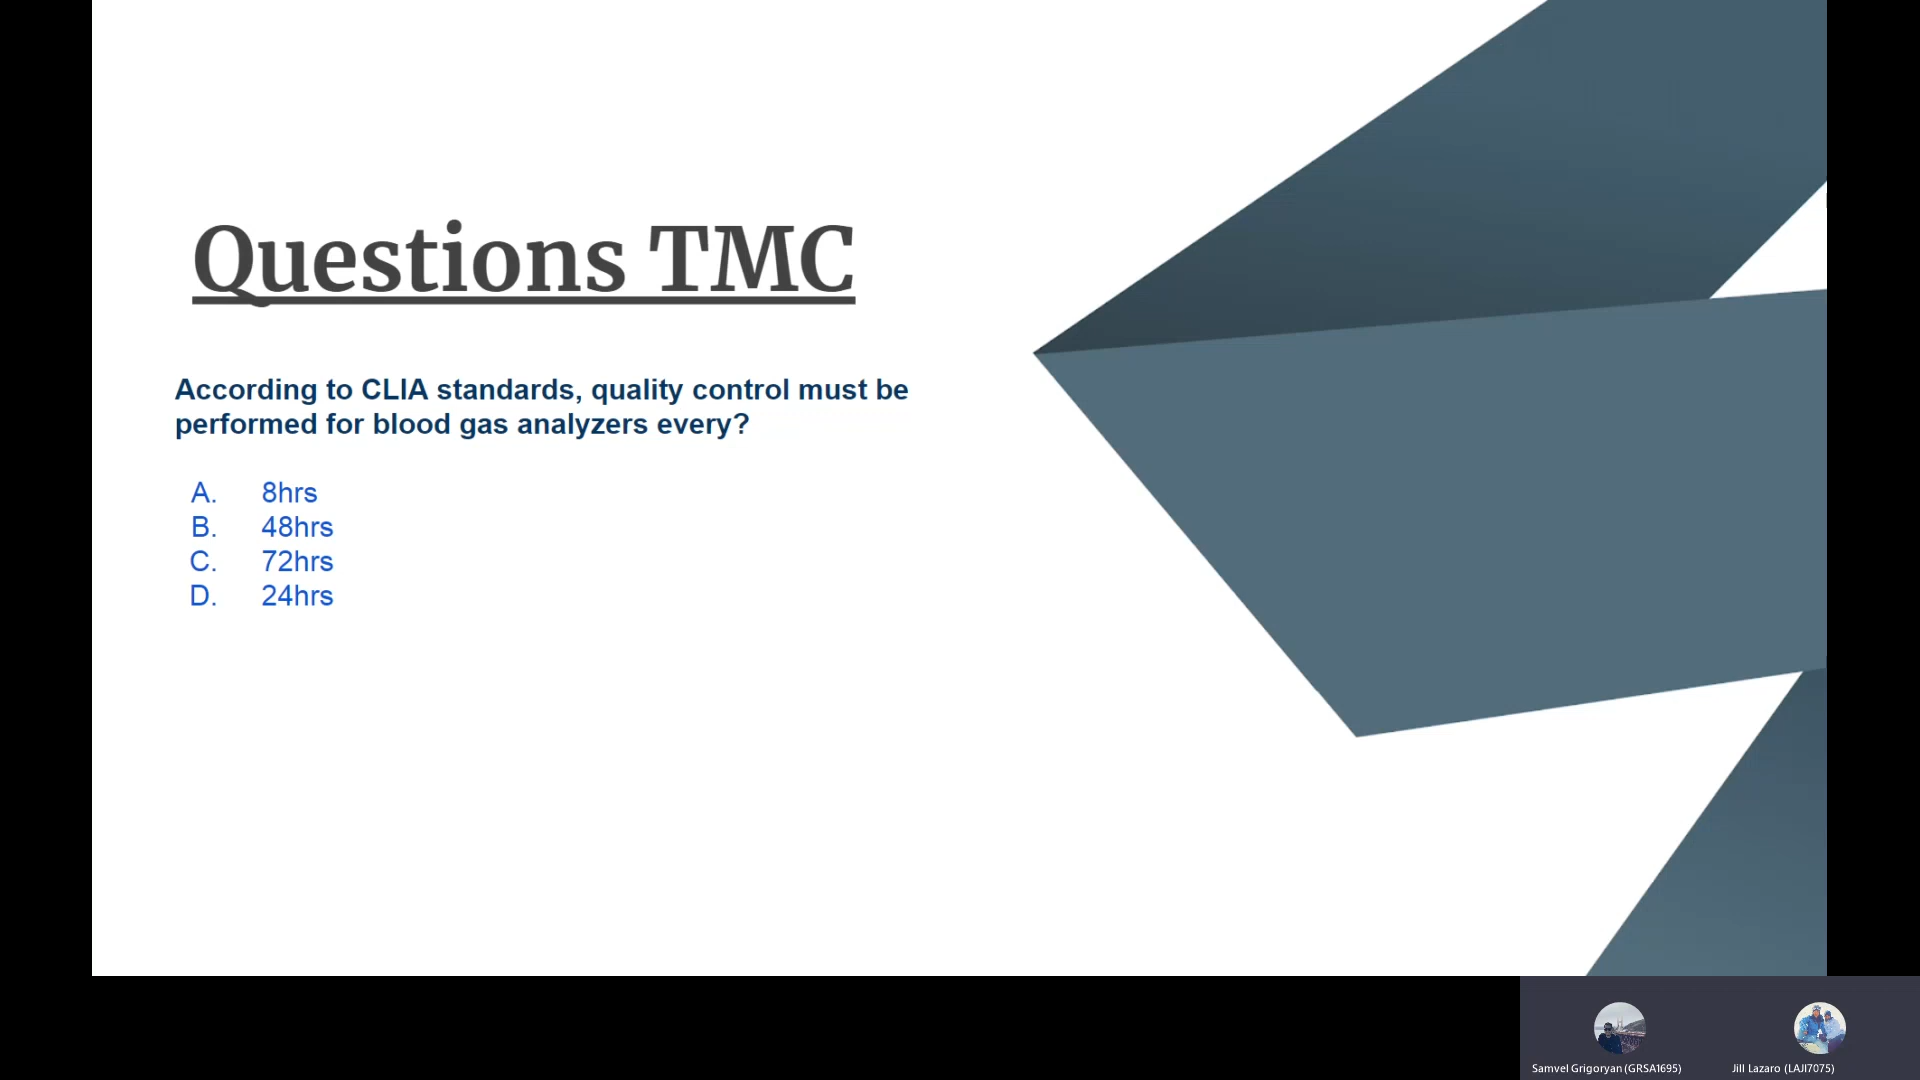 Questions TMC
According to CLIA standards, quality control must be
performed for blood gas analyzers every?
A. 8hrs
B. 48hrs
C. 72hrs
D. 24hrs
Samvel Grigoryan (GRSA1695)
Jill Lazaro (LAJI7075)